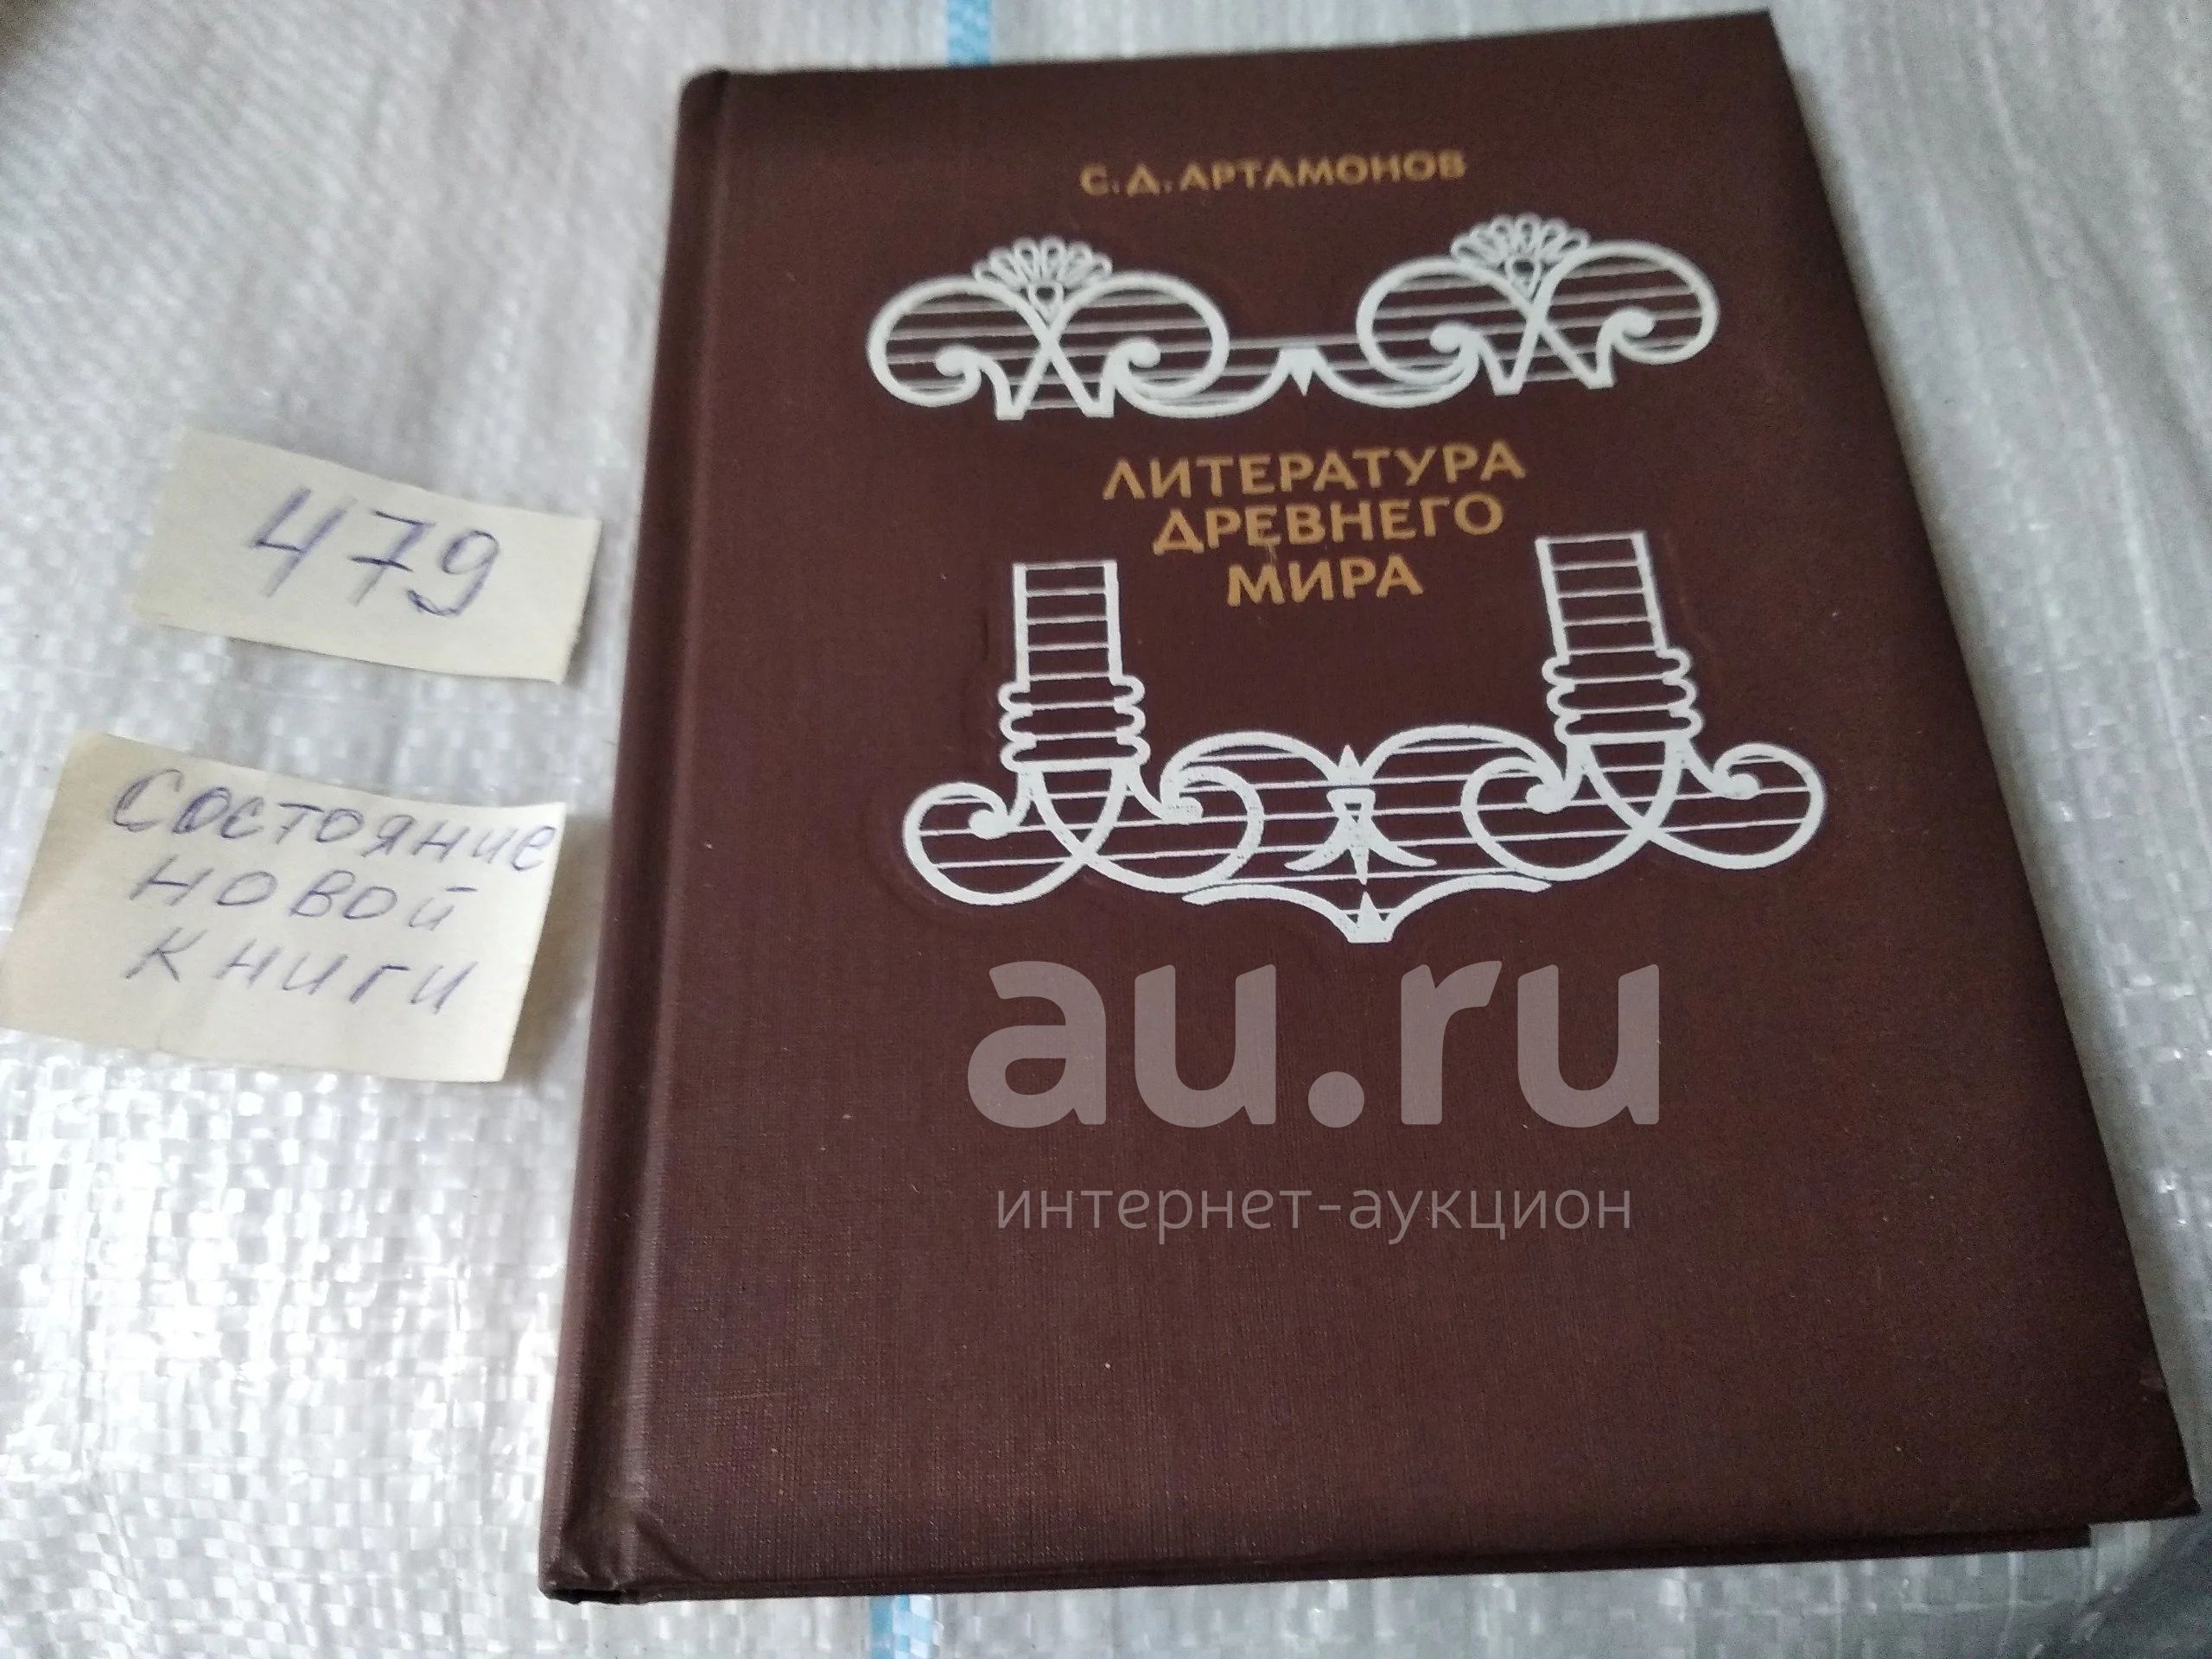 С. Д. АРТАМОНОВ
ЛИТЕРАТУРА
ДРЕВНЕГО
МИРА
479
Состояние
новой
книги
au.ru
интернет-аукцион